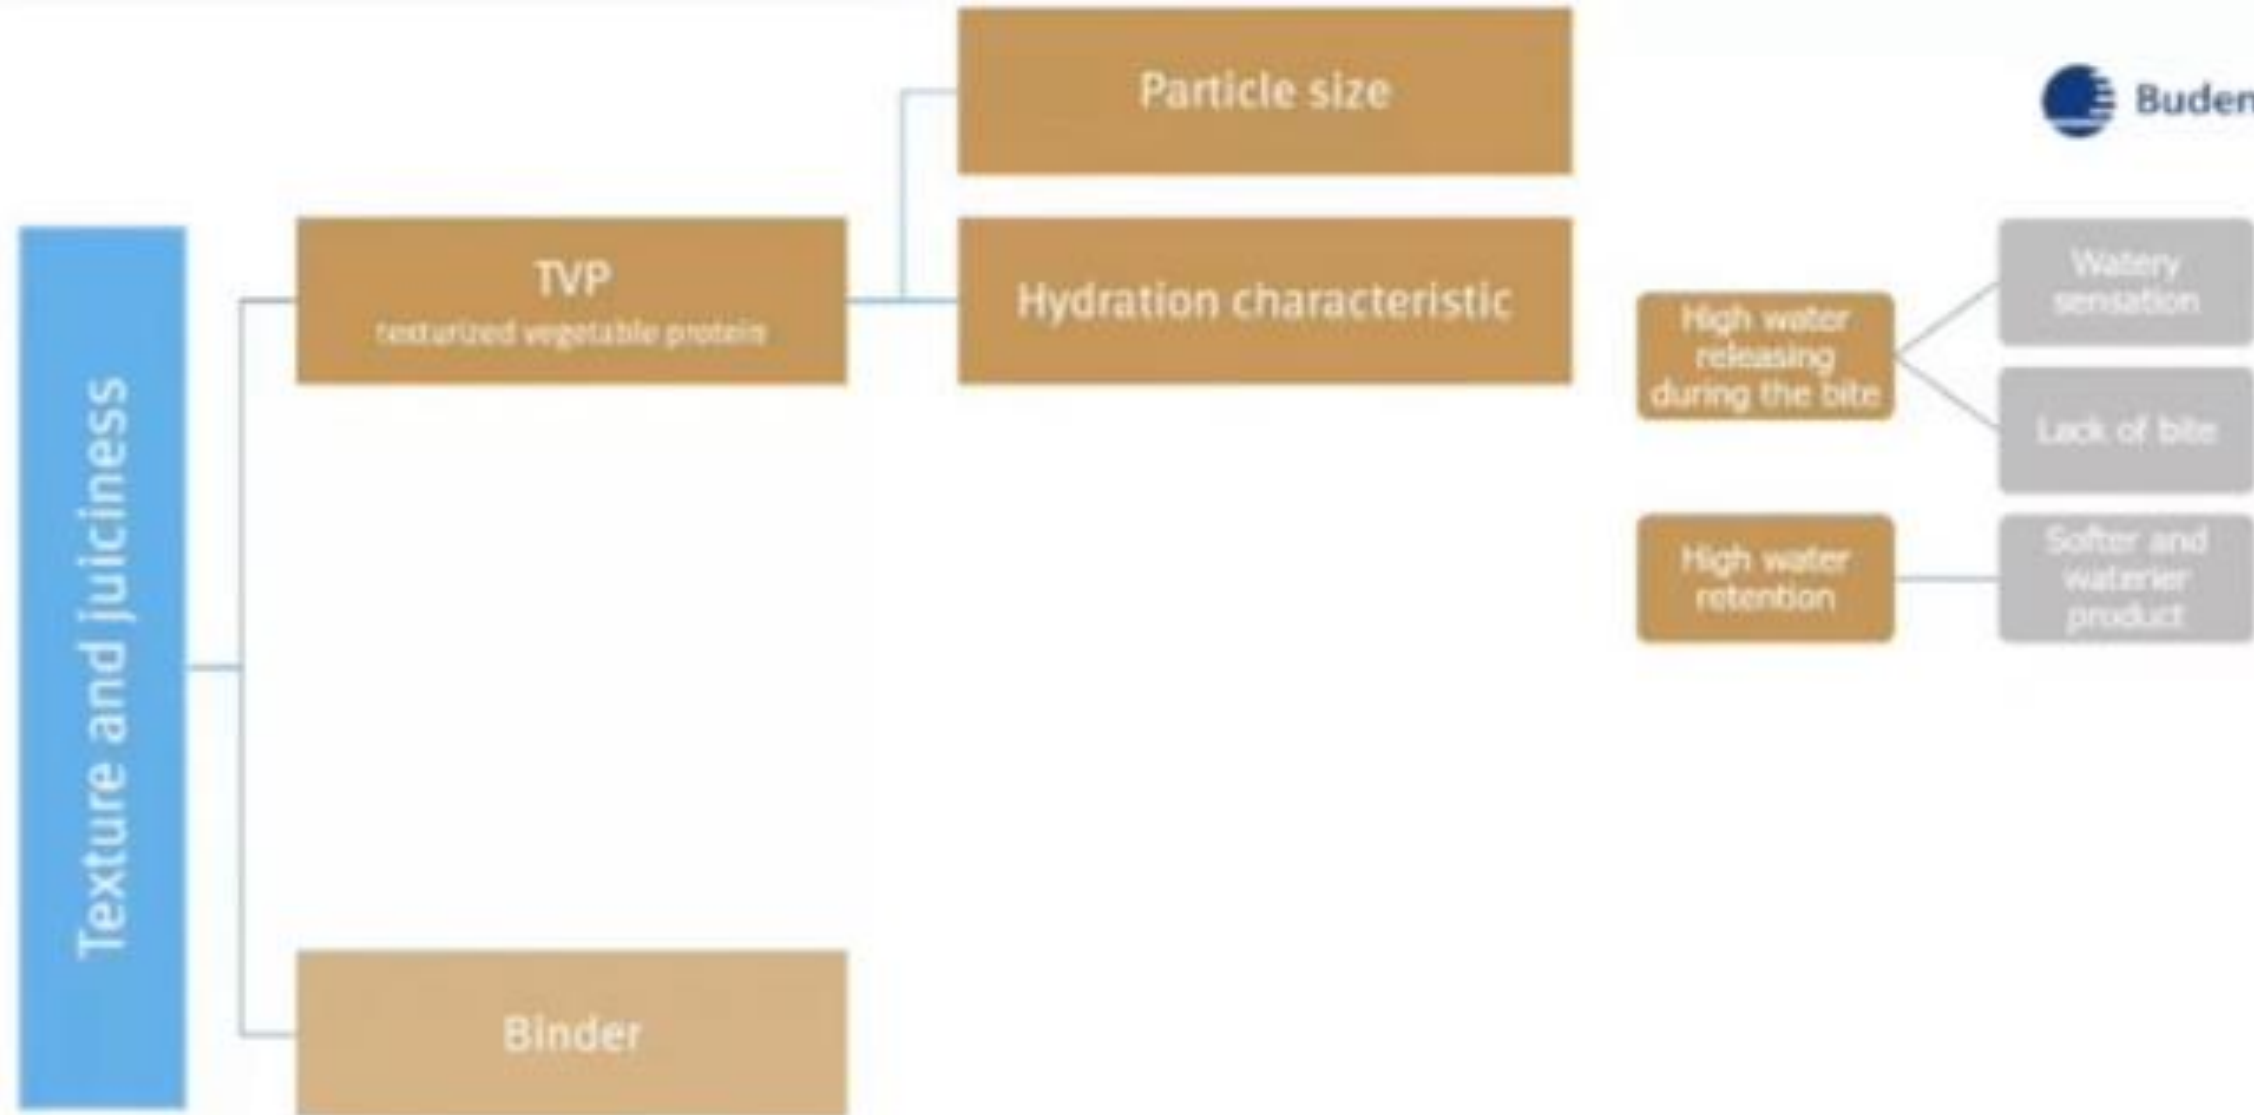 Particle size
Buden
TVP
texturized vegetable protein
Hydration characteristic
Watery
sensation
High water
releasing
during the bite
Lack of bite
High water
retention
Softer and
waterier
product
Texture and juiciness
Binder